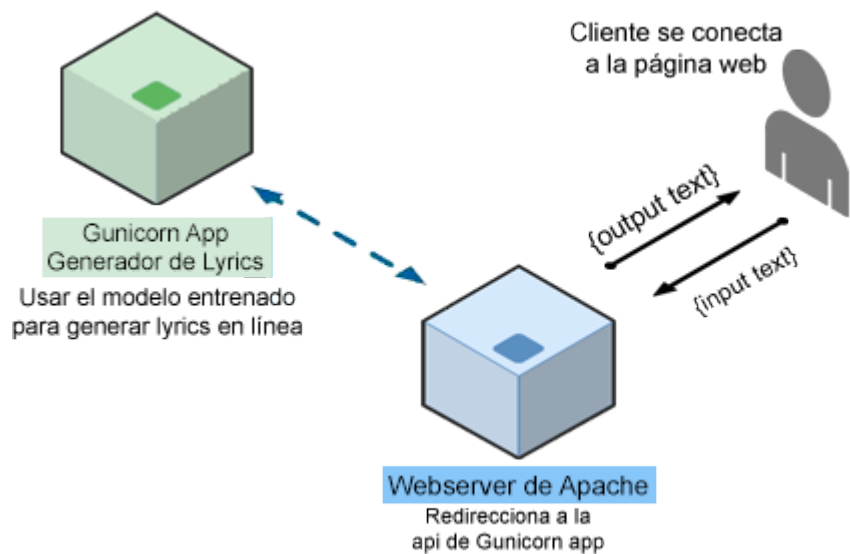 Cliente se conecta
a la página web
{output text}
{input text}
Gunicorn App
Generador de Lyrics
Usar el modelo entrenado
para generar lyrics en línea
Webserver de Apache
Redirecciona a la
api de Gunicorn app